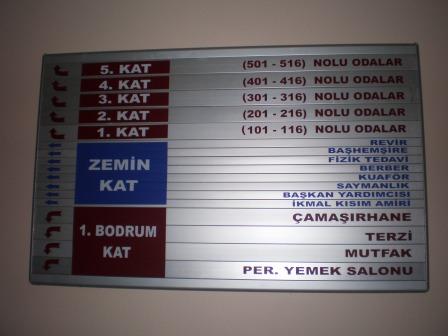 5. KAT (501 - 516) NOLU ODALAR
4. KAT (401 - 416) NOLU ODALAR
3. KAT (301 - 316) NOLU ODALAR
2. KAT (201 - 216) NOLU ODALAR
1. KAT (101 - 116) NOLU ODALAR
ZEMİN
KAT
REVİR
BAŞHEMŞİRE
FİZİK TEDAVİ
BERBER
KUAFÖR
SAYMANLIK
BAŞKAN YARDIMCISI
İKMAL KISIM AMİRİ
1. BODRUM
KAT
ÇAMAŞIRHANE
TERZİ
MUTFAK
PER. YEMEK SALONU